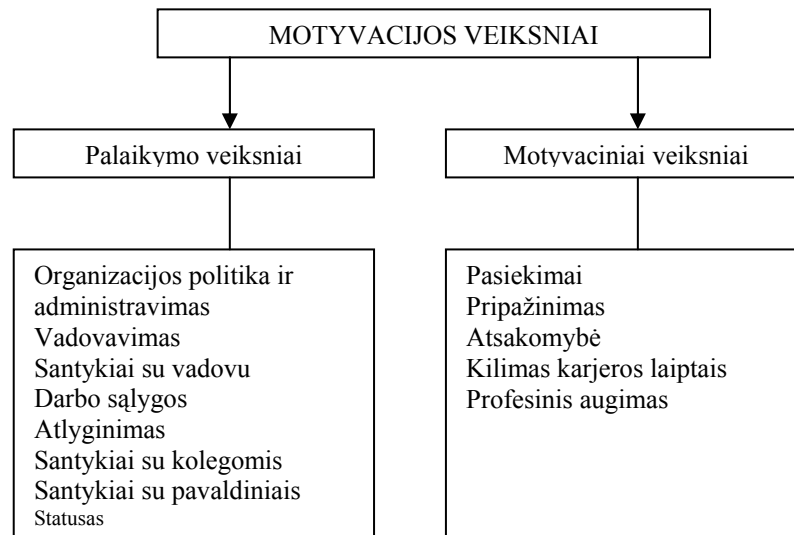 MOTYVACIJOS VEIKSNIAI
Palaikymo veiksniai
Motyvaciniai veiksniai
Organizacijos politika ir
administravimas
Vadovavimas
Santykiai su vadovu
Darbo sąlygos
Atlyginimas
Santykiai su kolegomis
Santykiai su pavaldiniais
Statusas
Pasiekimai
Pripažinimas
Atsakomybė
Kilimas karjeros laiptais
Profesinis augimas